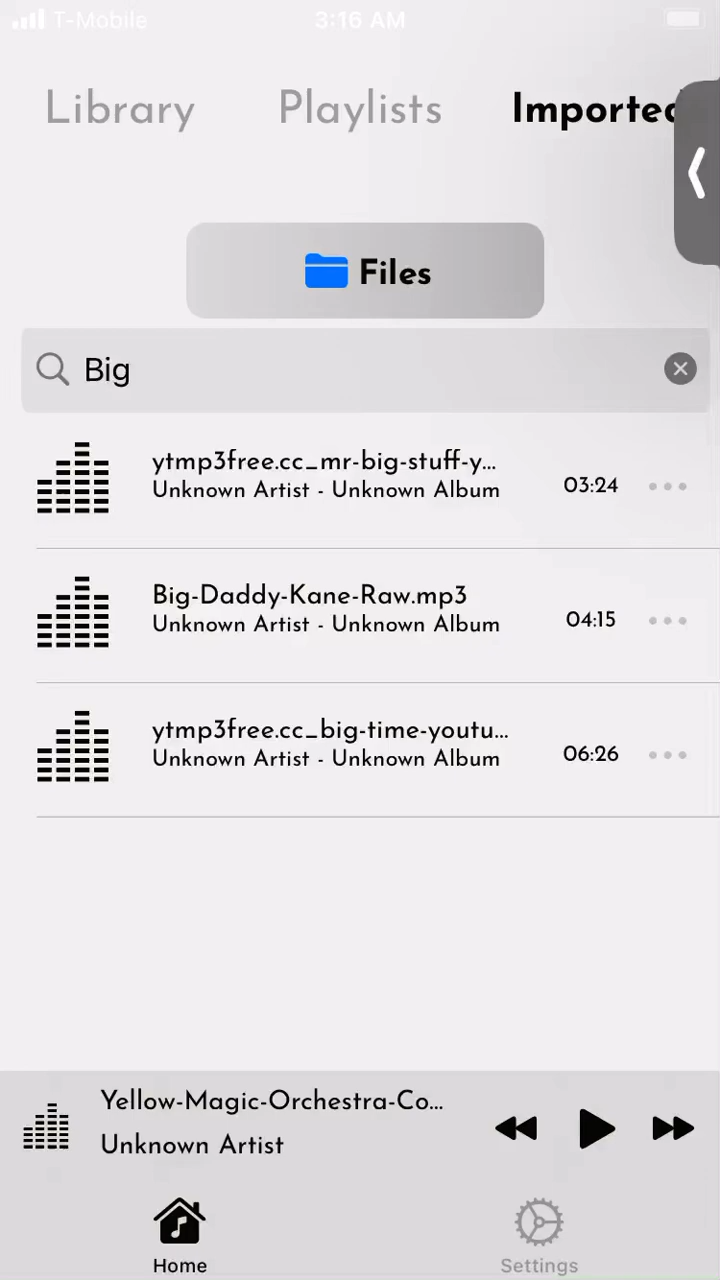 T-Mobile 3:16 AM
Library Playlists Imported
Files
Big
ytmp3free.cc_mr-big-stuff-y...
Unknown Artist - Unknown Album
03:24
Big-Daddy-Kane-Raw.mp3
Unknown Artist - Unknown Album
04:15
ytmp3free.cc_big-time-youtu...
Unknown Artist - Unknown Album
06:26
Yellow-Magic-Orchestra-Co...
Unknown Artist
Home Settings